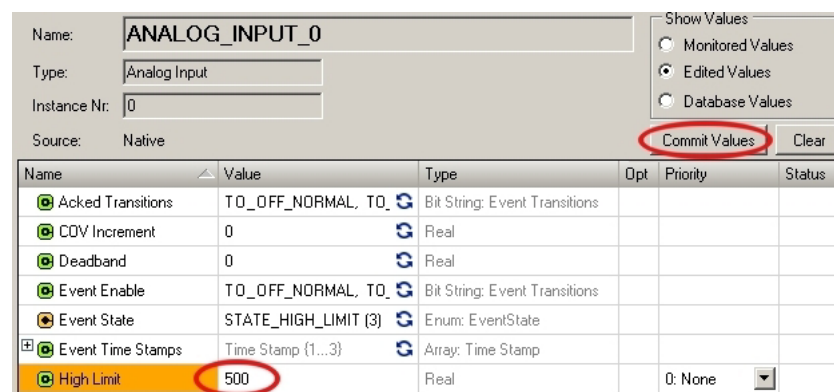 Name: ANALOG_INPUT_0
Show Values
Monitored Values
Type: Analog Input
Edited Values
Instance Nr: 0
Database Values
Source: Native
Commit Values Clear
Name Value Type Opt Priority Status
Acked Transitions TO_OFF_NORMAL, TO_ Bit String: Event Transitions
COV Increment 0 Real
Deadband 0 Real
Event Enable TO_OFF_NORMAL, TO_ Bit String: Event Transitions
Event State STATE_HIGH_LIMIT (3) Enum: EventState
Event Time Stamps Time Stamp {1...3} Array: Time Stamp
High Limit 500 Real 0: None